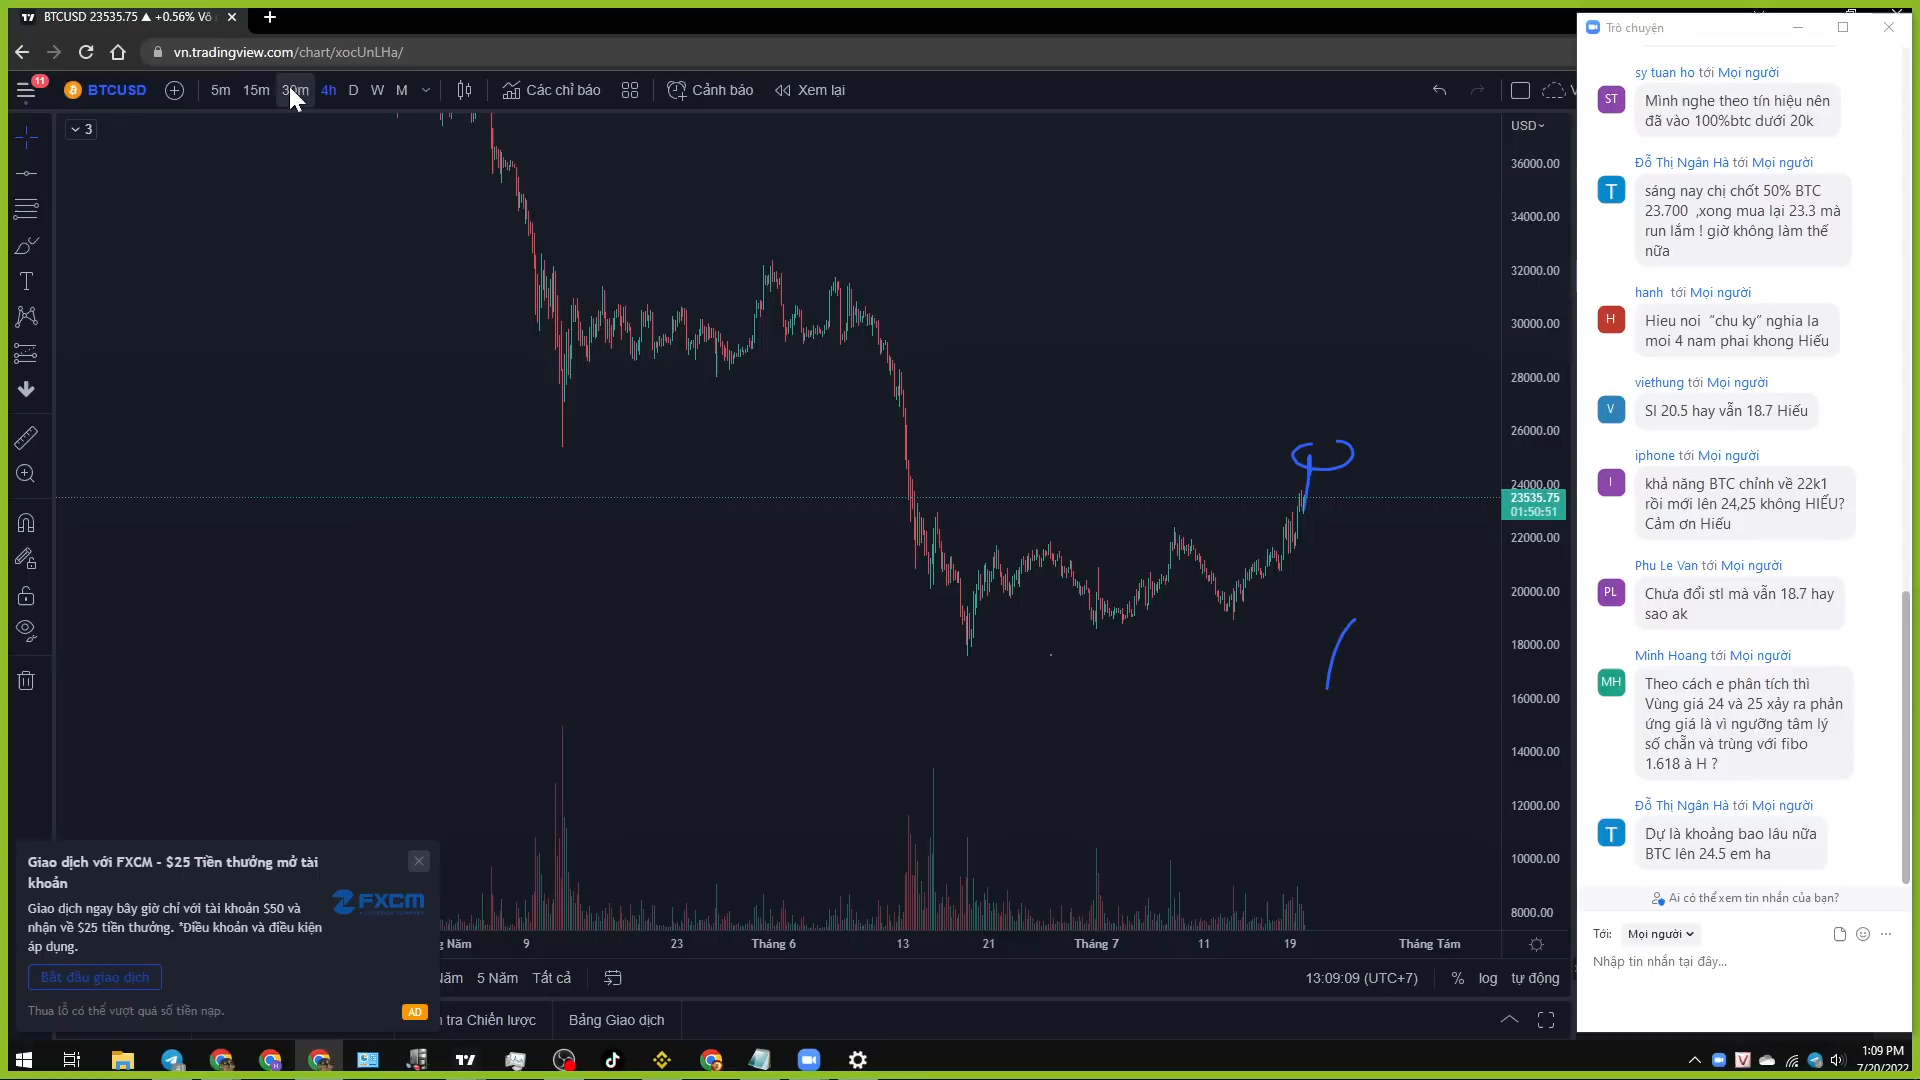 BTCUSD 23535.75 ▲ +0.56% Vô
vn.tradingview.com/chart/xocUnLHa/
11
BTCUSD
5m 15m 30m 4h D W M
Các chỉ báo
Cảnh báo
Xem lại
3
USD
36000.00
34000.00
32000.00
30000.00
28000.00
26000.00
24000.00
23535.75
01:50:51
22000.00
20000.00
18000.00
16000.00
14000.00
12000.00
10000.00
8000.00
Năm 9 23 Tháng 6 13 21 Tháng 7 11 19 Tháng Tám
5 Năm Tất cả
13:09:09 (UTC+7) % log tự động
tra Chiến lược Bảng Giao dịch
Giao dịch với FXCM - $25 Tiền thưởng mở tài
khoản
FXCM
Giao dịch ngay bây giờ chỉ với tài khoản $50 và
nhận về $25 tiền thưởng. *Điều khoản và điều kiện
áp dụng.
Bắt đầu giao dịch
Thua lỗ có thể vượt quá số tiền nạp.
AD
Trò chuyện
sy tuan ho tới Mọi người
ST
Mình nghe theo tín hiệu nên
đã vào 100%btc dưới 20k
Đỗ Thị Ngân Hà tới Mọi người
T
sáng nay chị chốt 50% BTC
23.700 ,xong mua lại 23.3 mà
run lắm ! giờ không làm thế
nữa
hanh tới Mọi người
H
Hieu noi “chu ky” nghia la
moi 4 nam phai khong Hiếu
viethung tới Mọi người
V
Sl 20.5 hay vẫn 18.7 Hiếu
iphone tới Mọi người
I
khả năng BTC chỉnh về 22k1
rồi mới lên 24,25 không HIẾU?
Cảm ơn Hiếu
Phu Le Van tới Mọi người
PL
Chưa đổi stl mà vẫn 18.7 hay
sao ak
Minh Hoang tới Mọi người
MH
Theo cách e phân tích thì
Vùng giá 24 và 25 xảy ra phản
ứng giá là vì ngưỡng tâm lý
số chẵn và trùng với fibo
1.618 à H ?
Đỗ Thị Ngân Hà tới Mọi người
T
Dự là khoảng bao lâu nữa
BTC lên 24.5 em ha
Ai có thể xem tin nhắn của bạn?
Tới: Mọi người
Nhập tin nhắn tại đây...
1:09 PM
7/20/2022